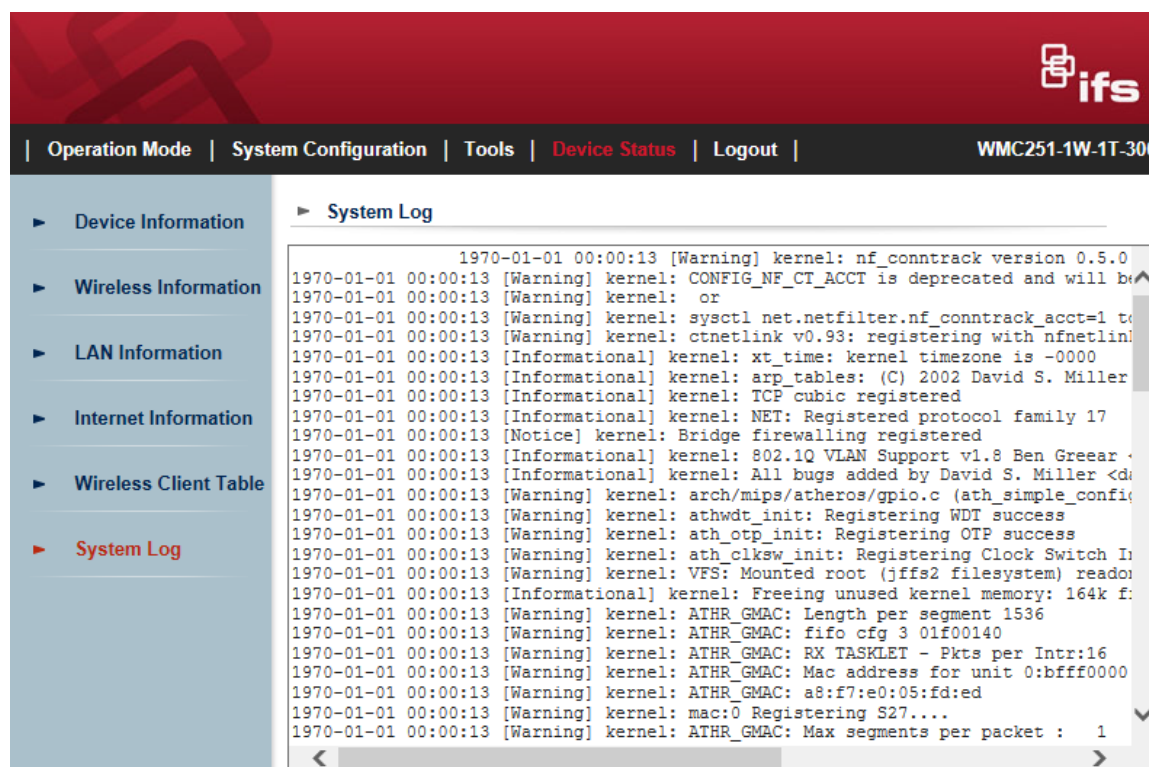 ifs
| Operation Mode | System Configuration | Tools | Device Status | Logout | WMC251-1W-1T-300
Device Information
Wireless Information
LAN Information
Internet Information
Wireless Client Table
System Log
System Log
1970-01-01 00:00:13 [Warning] kernel: nf_conntrack version 0.5.0
1970-01-01 00:00:13 [Warning] kernel: CONFIG_NF_CT_ACCT is deprecated and will be
1970-01-01 00:00:13 [Warning] kernel: or
1970-01-01 00:00:13 [Warning] kernel: sysctl net.netfilter.nf_conntrack_acct=1 to
1970-01-01 00:00:13 [Warning] kernel: ctnetlink v0.93: registering with nfnetlin
1970-01-01 00:00:13 [Informational] kernel: xt_time: kernel timezone is -0000
1970-01-01 00:00:13 [Informational] kernel: arp_tables: (C) 2002 David S. Miller
1970-01-01 00:00:13 [Informational] kernel: TCP cubic registered
1970-01-01 00:00:13 [Informational] kernel: NET: Registered protocol family 17
1970-01-01 00:00:13 [Notice] kernel: Bridge firewalling registered
1970-01-01 00:00:13 [Informational] kernel: 802.1Q VLAN Support v1.8 Ben Greear <
1970-01-01 00:00:13 [Informational] kernel: All bugs added by David S. Miller <da
1970-01-01 00:00:13 [Warning] kernel: arch/mips/atheros/gpio.c (ath_simple_config
1970-01-01 00:00:13 [Warning] kernel: athwdt_init: Registering WDT success
1970-01-01 00:00:13 [Warning] kernel: ath_otp_init: Registering OTP success
1970-01-01 00:00:13 [Warning] kernel: ath_clksw_init: Registering Clock Switch In
1970-01-01 00:00:13 [Warning] kernel: VFS: Mounted root (jffs2 filesystem) reado
1970-01-01 00:00:13 [Informational] kernel: Freeing unused kernel memory: 164k f
1970-01-01 00:00:13 [Warning] kernel: ATHR_GMAC: Length per segment 1536
1970-01-01 00:00:13 [Warning] kernel: ATHR_GMAC: fifo cfg 3 01f00140
1970-01-01 00:00:13 [Warning] kernel: ATHR_GMAC: RX TASKLET - Pkts per Intr:16
1970-01-01 00:00:13 [Warning] kernel: ATHR_GMAC: Mac address for unit 0:bfff0000
1970-01-01 00:00:13 [Warning] kernel: ATHR_GMAC: a8:f7:e0:05:fd:ed
1970-01-01 00:00:13 [Warning] kernel: mac:0 Registering S27....
1970-01-01 00:00:13 [Warning] kernel: ATHR_GMAC: Max segments per packet : 1